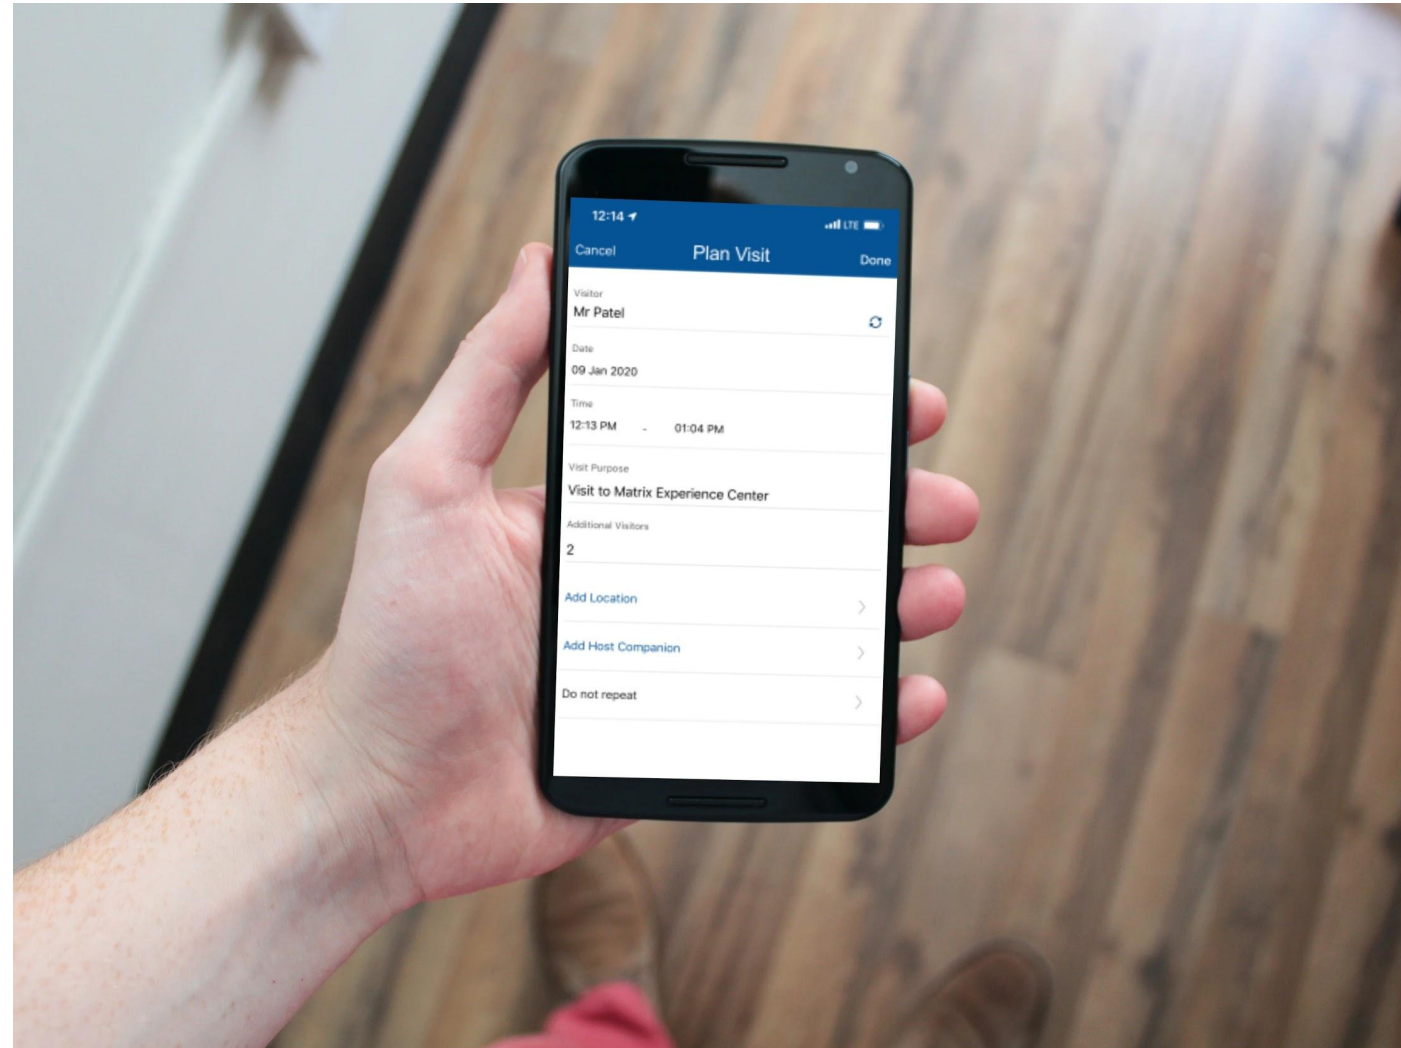 12:14 LTE
Cancel Plan Visit Done
Visitor
Mr Patel
Date
09 Jan 2020
Time
12:13 PM - 01:04 PM
Visit Purpose
Visit to Matrix Experience Center
Additional Visitors
2
Add Location
Add Host Companion
Do not repeat